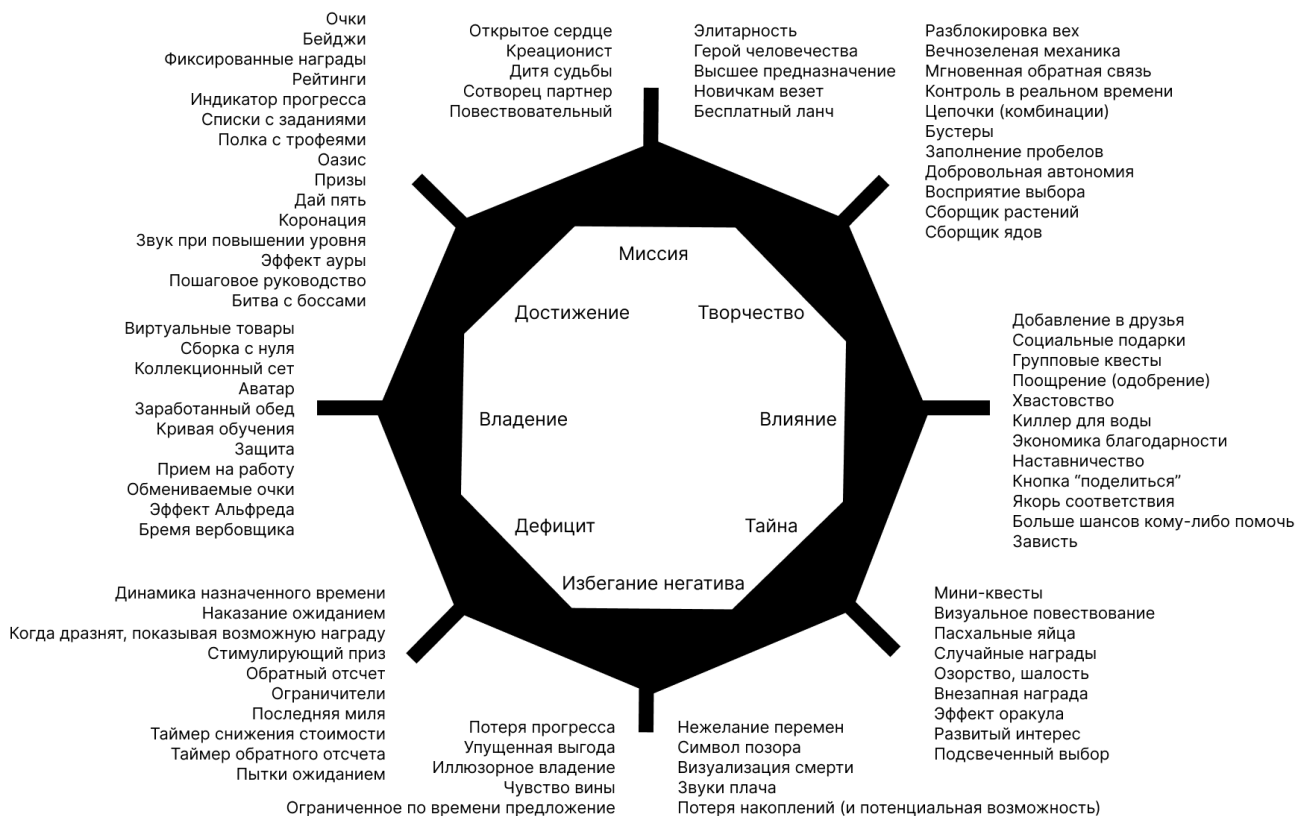 Очки
Бейджи
Фиксированные награды
Рейтинги
Индикатор прогресса
Списки с заданиями
Полка с трофеями
Оазис
Призы
Дай пять
Коронация
Звук при повышении уровня
Эффект ауры
Пошаговое руководство
Битва с боссами
Открытое сердце
Креационист
Дитя судьбы
Сотворец партнер
Повествовательный
Элитарность
Герой человечества
Высшее предназначение
Новичкам везет
Бесплатный ланч
Разблокировка вех
Вечнозеленая механика
Мгновенная обратная связь
Контроль в реальном времени
Цепочки (комбинации)
Бустеры
Заполнение пробелов
Добровольная автономия
Восприятие выбора
Сборщик растений
Сборщик ядов
Миссия
Достижение
Творчество
Владение
Влияние
Дефицит
Тайна
Избегание негатива
Виртуальные товары
Сборка с нуля
Коллекционный сет
Аватар
Заработанный обед
Кривая обучения
Защита
Прием на работу
Обмениваемые очки
Эффект Альфреда
Бремя вербовщика
Добавление в друзья
Социальные подарки
Групповые квесты
Поощрение (одобрение)
Хвастовство
Киллер для воды
Экономика благодарности
Наставничество
Кнопка “поделиться”
Якорь соответствия
Больше шансов кому-либо помочь
Зависть
Динамика назначенного времени
Наказание ожиданием
Когда дразнят, показывая возможную награду
Стимулирующий приз
Обратный отсчет
Ограничители
Последняя миля
Таймер снижения стоимости
Таймер обратного отсчета
Пытки ожиданием
Потеря прогресса
Упущенная выгода
Иллюзорное владение
Чувство вины
Ограниченное по времени предложение
Нежелание перемен
Символ позора
Визуализация смерти
Звуки плача
Потеря накоплений (и потенциальная возможность)
Мини-квесты
Визуальное повествование
Пасхальные яйца
Случайные награды
Озорство, шалость
Внезапная награда
Эффект оракула
Развитый интерес
Подсвеченный выбор